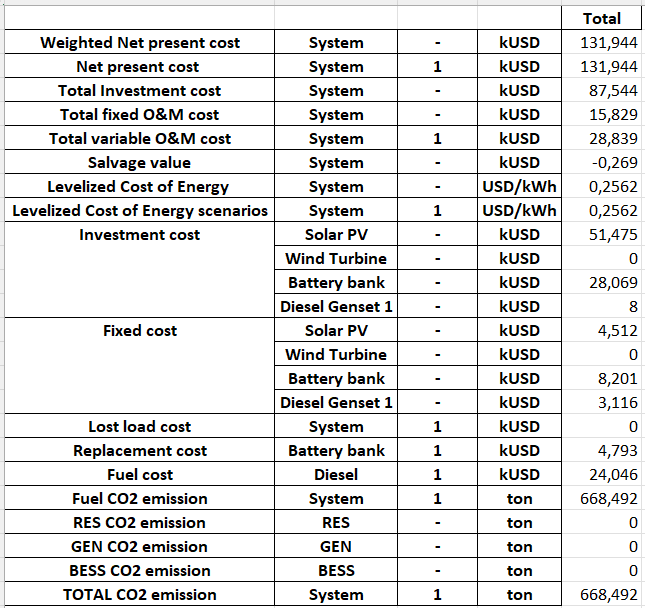 Total
Weighted Net present cost System - kUSD 131,944
Net present cost System 1 kUSD 131,944
Total Investment cost System - kUSD 87,544
Total fixed O&M cost System - kUSD 15,829
Total variable O&M cost System 1 kUSD 28,839
Salvage value System - kUSD -0,269
Levelized Cost of Energy System - USD/kWh 0,2562
Levelized Cost of Energy scenarios System 1 USD/kWh 0,2562
Investment cost Solar PV - kUSD 51,475
Wind Turbine - kUSD 0
Battery bank - kUSD 28,069
Diesel Genset 1 - kUSD 8
Fixed cost Solar PV - kUSD 4,512
Wind Turbine - kUSD 0
Battery bank - kUSD 8,201
Diesel Genset 1 - kUSD 3,116
Lost load cost System 1 kUSD 0
Replacement cost Battery bank 1 kUSD 4,793
Fuel cost Diesel 1 kUSD 24,046
Fuel CO2 emission System 1 ton 668,492
RES CO2 emission RES - ton 0
GEN CO2 emission GEN - ton 0
BESS CO2 emission BESS - ton 0
TOTAL CO2 emission System 1 ton 668,492